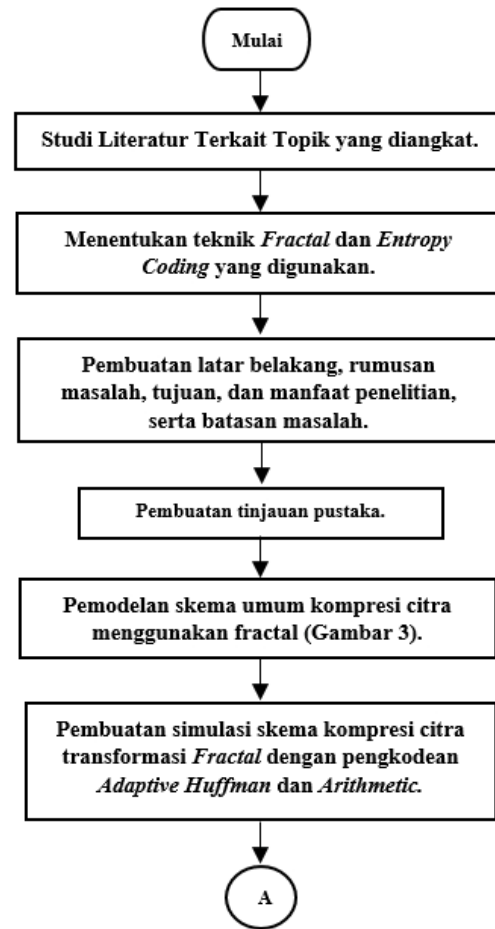 Mulai
Studi Literatur Terkait Topik yang diangkat.
Menentukan teknik Fractal dan Entropy
Coding yang digunakan.
Pembuatan latar belakang, rumusan
masalah, tujuan, dan manfaat penelitian,
serta batasan masalah.
Pembuatan tinjauan pustaka.
Pemodelan skema umum kompresi citra
menggunakan fractal (Gambar 3).
Pembuatan simulasi skema kompresi citra
transformasi Fractal dengan pengkodean
Adaptive Huffman dan Arithmetic.
A